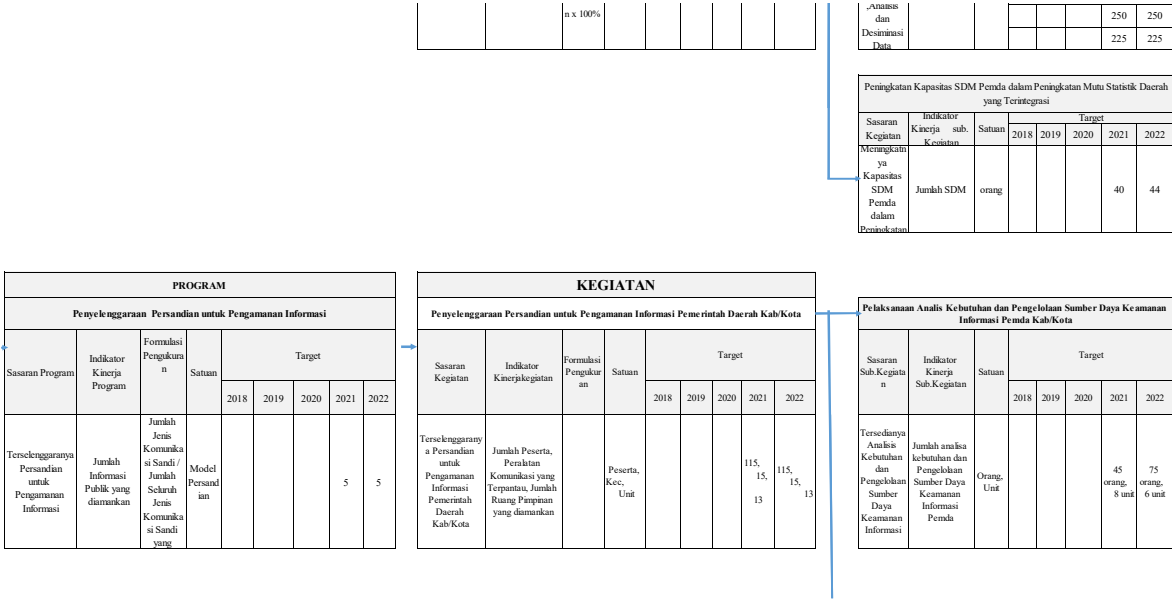 n x 100%
,Analisis
dan
Desiminasi
Data
250 250
225 225
Peningkatan Kapasitas SDM Pemda dalam Peningkatan Mutu Statistik Daerah
yang Terintegrasi
Sasaran
Kegiatan
Indikator
Kinerja sub.
Kegiatan
Satuan
Target
2018 2019 2020 2021 2022
Meningkatn
ya
Kapasitas
SDM
Pemda
dalam
Peningkatan
Jumlah SDM
orang
40 44
PROGRAM
Penyelenggaraan Persandian untuk Pengamanan Informasi
Sasaran Program
Indikator
Kinerja
Program
Formulasi
Pengukura
n
Satuan
Target
2018 2019 2020 2021 2022
Terselenggaranya
Persandian
untuk
Pengamanan
Informasi
Jumlah
Informasi
Publik yang
diamankan
Jumlah
Jenis
Komunika
si Sandi /
Jumlah
Seluruh
Jenis
Komunika
si Sandi
yang
Model
Persand
ian
5 5
KEGIATAN
Penyelenggaraan Persandian untuk Pengamanan Informasi Pemerintah Daerah Kab/Kota
Sasaran
Kegiatan
Indikator
Kinerjakegiatan
Formulasi
Pengukur
an
Satuan
Target
2018 2019 2020 2021 2022
Terselenggarany
a Persandian
untuk
Pengamanan
Informasi
Pemerintah
Daerah
Kab/Kota
Jumlah Peserta,
Peralatan
Komunikasi yang
Terpantau, Jumlah
Ruang Pimpinan
yang diamankan
Peserta,
Kec,
Unit
115,
15,
13
115,
15,
13
Pelaksanaan Analis Kebutuhan dan Pengelolaan Sumber Daya Keamanan
Informasi Pemda Kab/Kota
Sasaran
Sub.Kegiata
n
Indikator
Kinerja
Sub.Kegiatan
Satuan
Target
2018 2019 2020 2021 2022
Tersedianya
Analisis
Kebutuhan
dan
Pengelolaan
Sumber
Daya
Keamanan
Informasi
Jumlah analisa
kebutuhan dan
Pengelolaan
Sumber Daya
Keamanan
Informasi
Pemda
Orang,
Unit
45
orang,
8 unit
75
orang,
6 unit